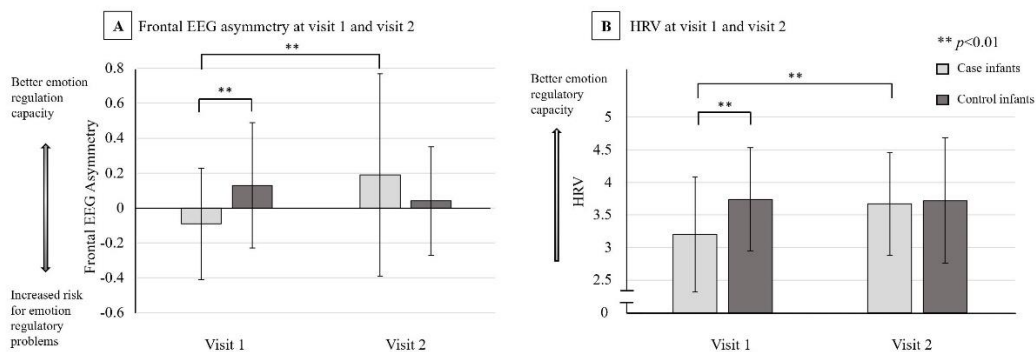 A Frontal EEG asymmetry at visit 1 and visit 2
Better emotion
regulation
capacity
Increased risk
for emotion
regulatory
problems
Frontal EEG Asymmetry
0.8
0.6
0.4
0.2
0
-0.2
-0.4
-0.6
**
**
Visit 1
Visit 2
B HRV at visit 1 and visit 2
** p<0.01
Case infants
Control infants
Better emotion
regulatory
capacity
HRV
5
4.5
4
3.5
3
2.5
0
**
**
Visit 1
Visit 2